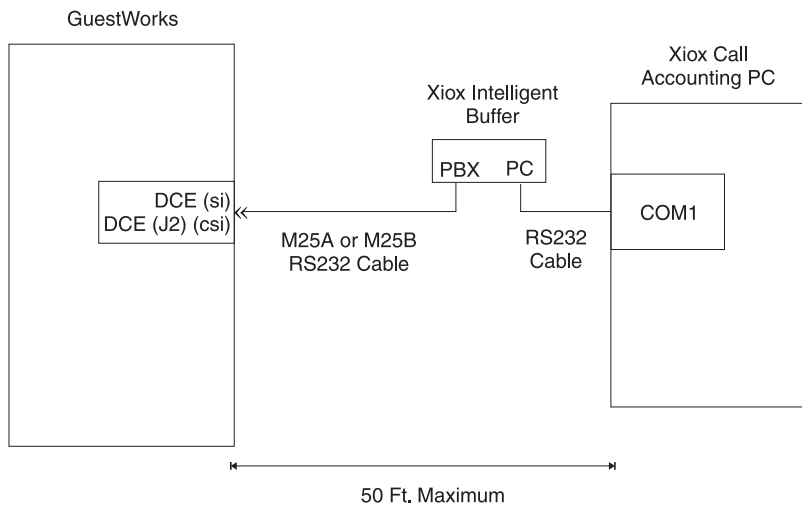 GuestWorks
Xiox Call
Accounting PC
Xiox Intelligent
Buffer
PBX PC
DCE (si)
DCE (J2) (csi)
COM1
M25A or M25B
RS232 Cable
RS232
Cable
50 Ft. Maximum